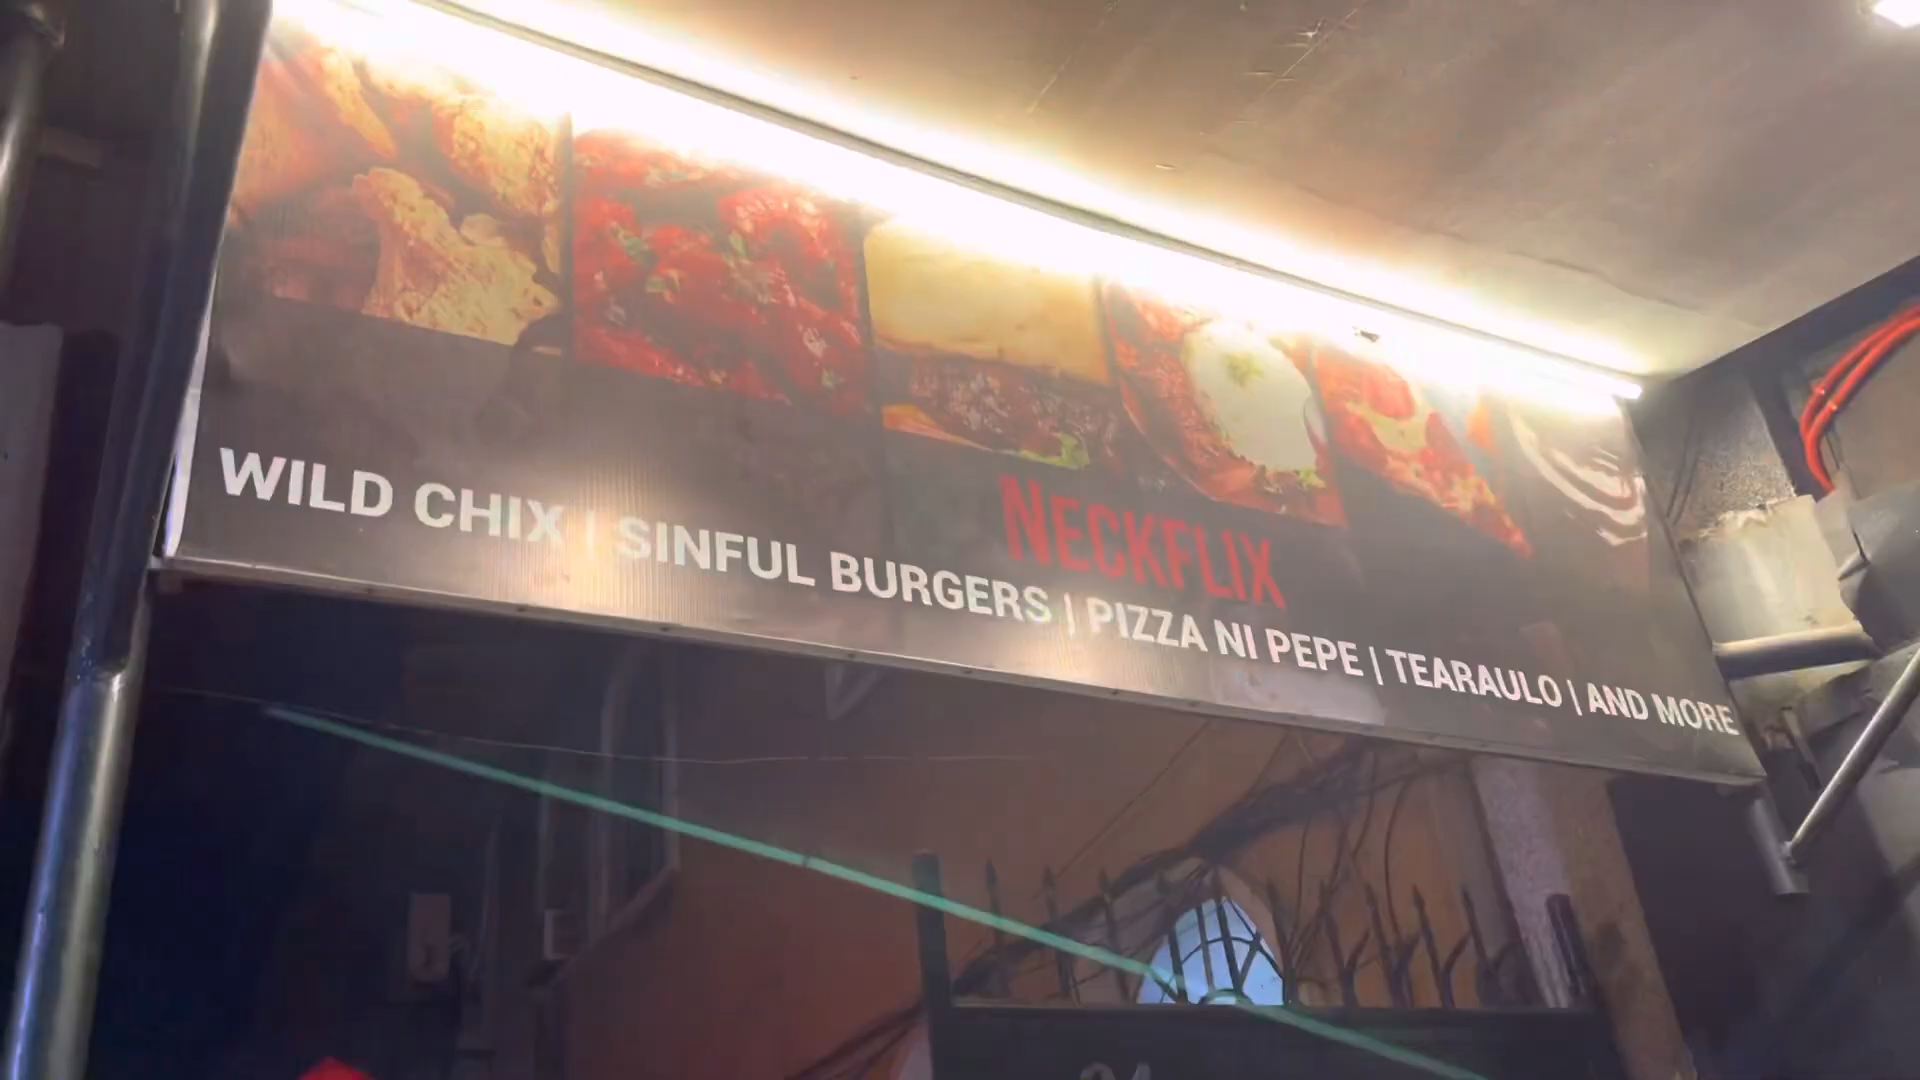 NECKFLIX
WILD CHIX | SINFUL BURGERS | PIZZA NI PEPE | TEARAULO | AND MORE